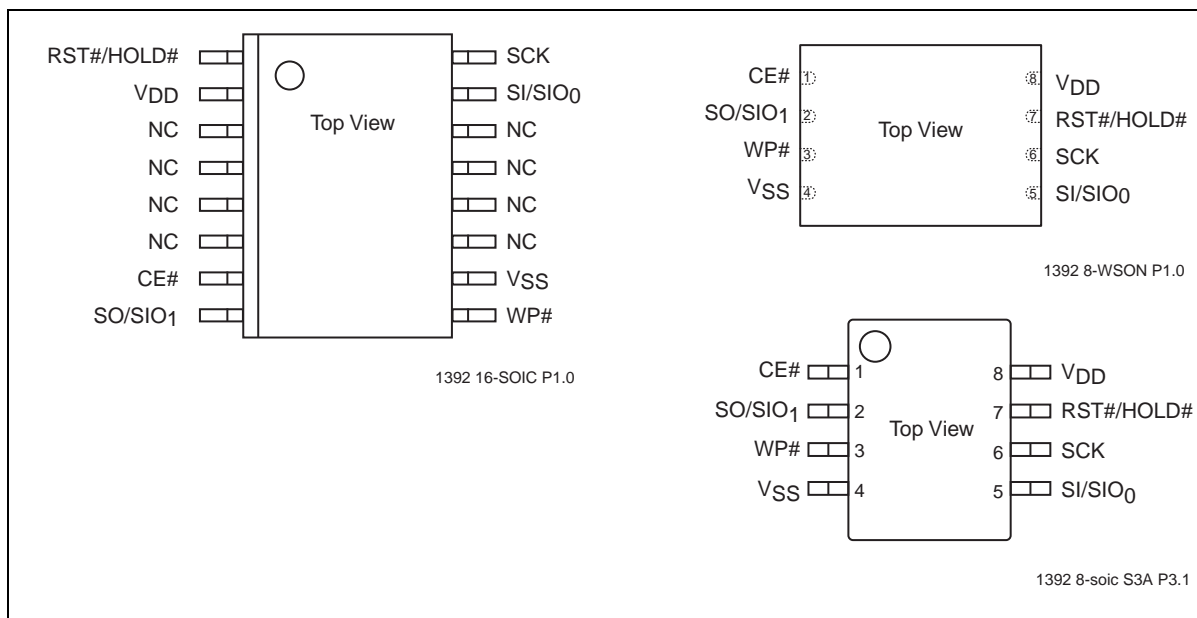 RST#/HOLD#
VDD
NC
NC
NC
NC
CE#
SO/SIO1
Top View
SCK
SI/SIO0
NC
NC
NC
NC
VSS
WP#
1392 16-SOIC P1.0
CE#
SO/SIO1
WP#
VSS
1
2
3
4
Top View
8
7
6
5
VDD
RST#/HOLD#
SCK
SI/SIO0
1392 8-WSON P1.0
CE#
SO/SIO1
WP#
VSS
1
2
3
4
Top View
8
7
6
5
VDD
RST#/HOLD#
SCK
SI/SIO0
1392 8-soic S3A P3.1